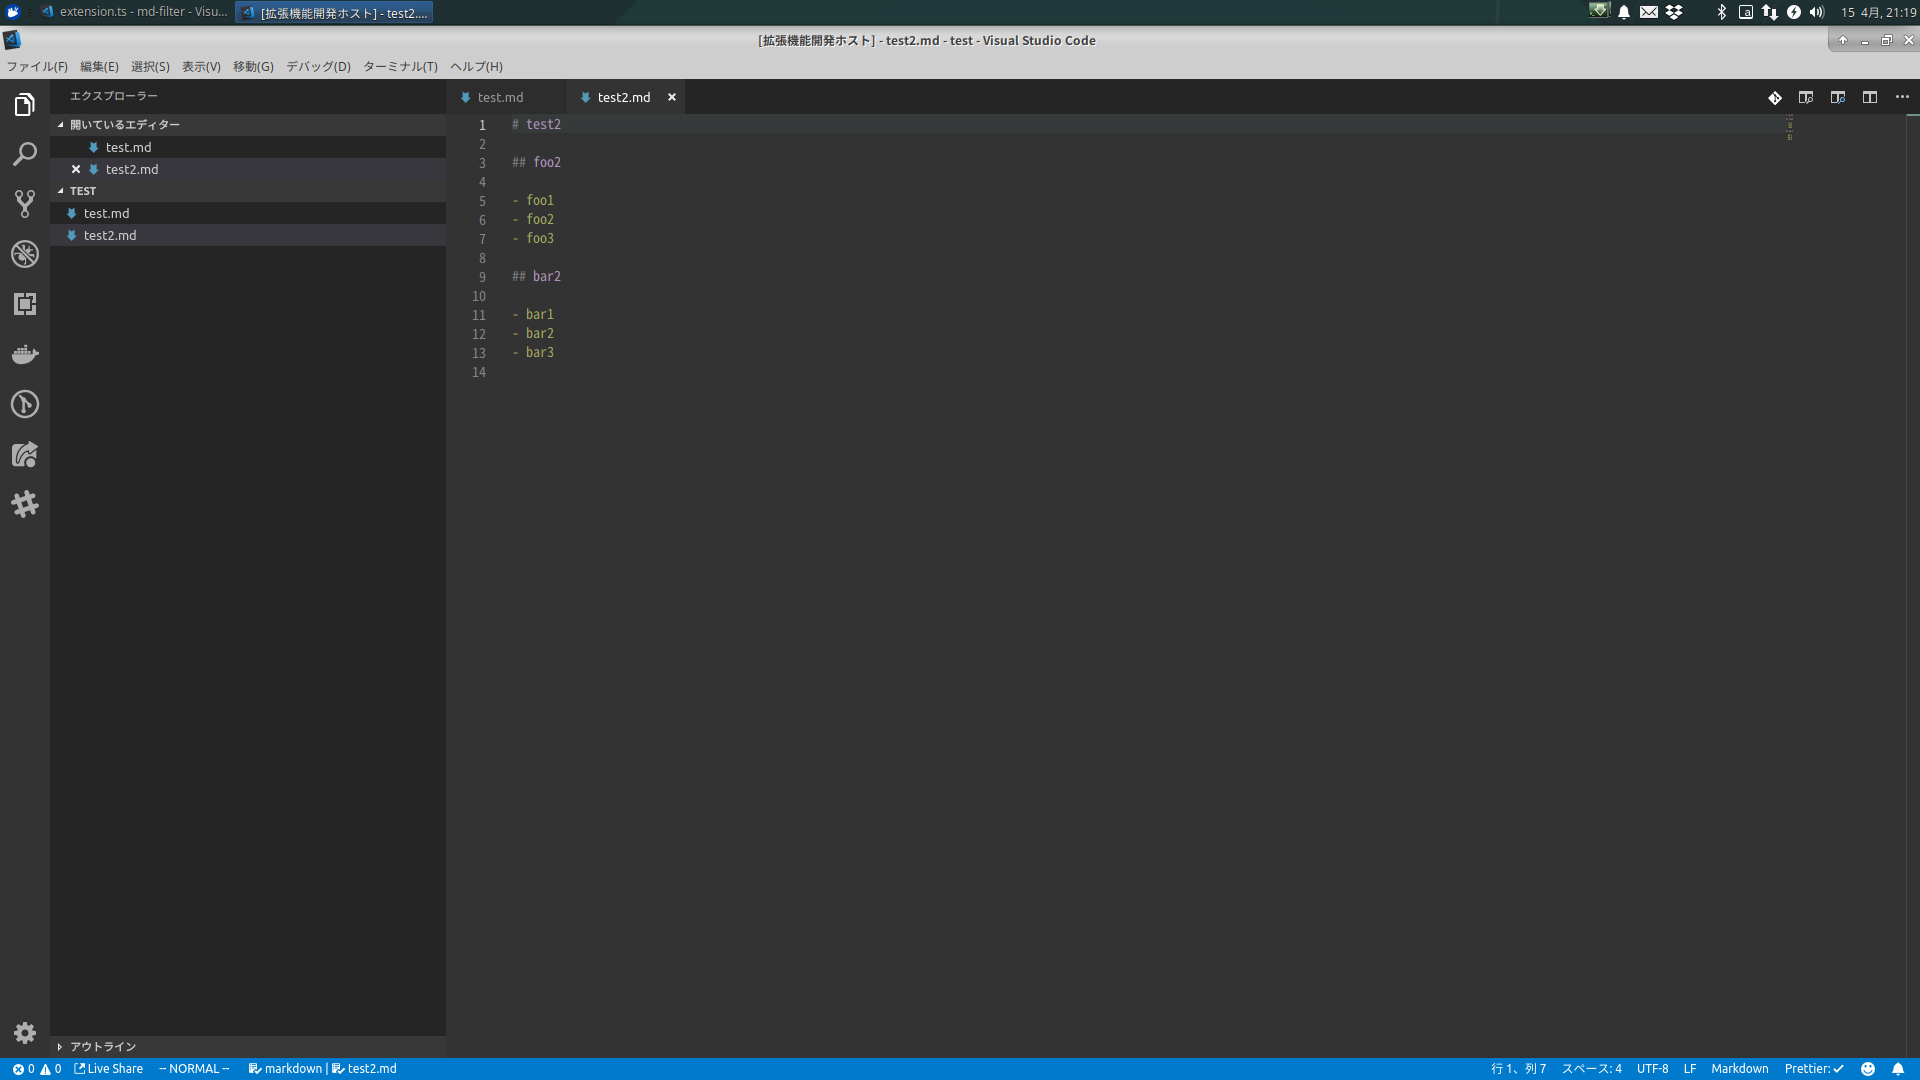 extension.ts - md-filter - Visu...
[拡張機能開発ホスト] - test2....
15 4月, 21:19
[拡張機能開発ホスト] - test2.md - test - Visual Studio Code
ファイル(F) 編集(E) 選択(S) 表示(V) 移動(G) デバッグ(D) ターミナル(T) ヘルプ(H)
エクスプローラー
開いているエディター
test.md
test2.md
TEST
test.md
test2.md
アウトライン
test.md
test2.md
1 # test2
2
3 ## foo2
4
5 - foo1
6 - foo2
7 - foo3
8
9 ## bar2
10
11 - bar1
12 - bar2
13 - bar3
14
0 0 Live Share -- NORMAL -- markdown | test2.md
行 1、列 7 スペース: 4 UTF-8 LF Markdown Prettier: ✓